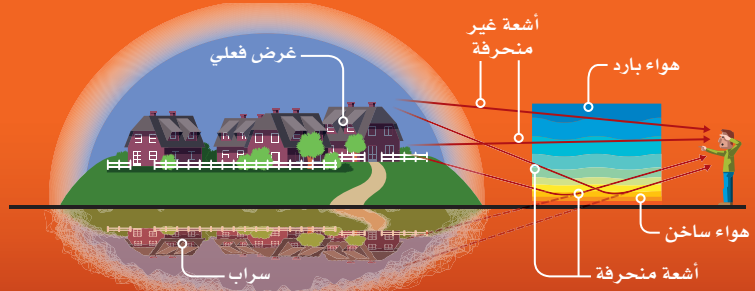 أشعة غير
منحرفة
غرض فعلي
هواء بارد
هواء ساخن
سراب
أشعة منحرفة